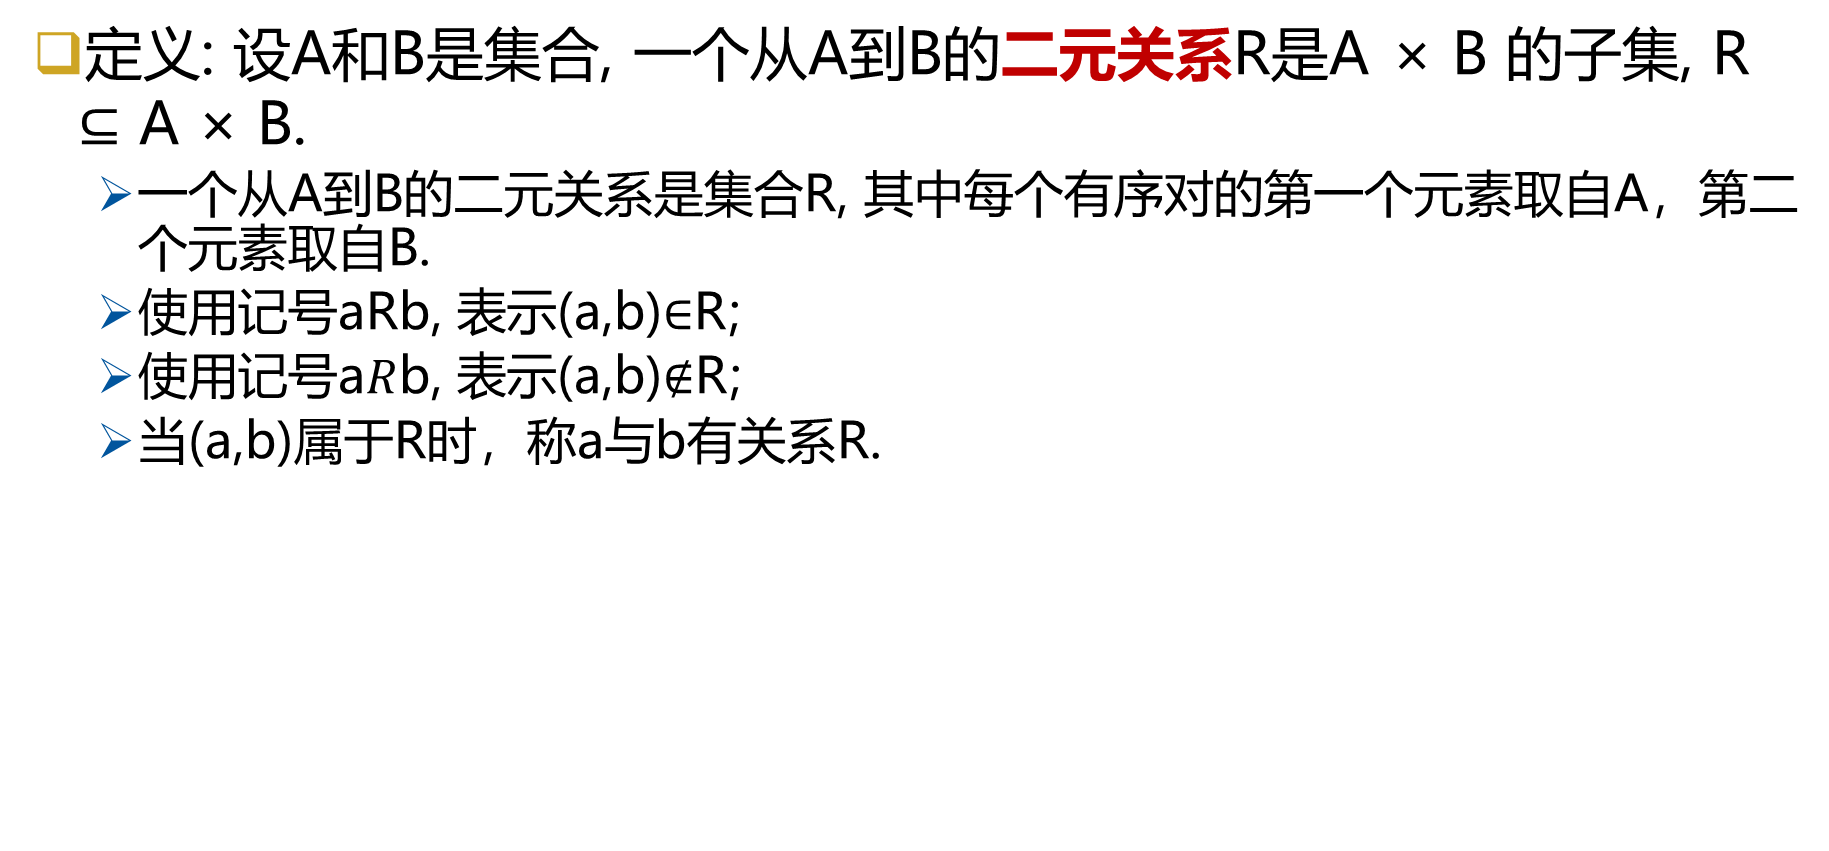 定义: 设A和B是集合, 一个从A到B的二元关系R是A × B 的子集, R
⊆ A × B.
一个从A到B的二元关系是集合R, 其中每个有序对的第一个元素取自A，第二
个元素取自B.
使用记号aRb, 表示(a,b)∈R;
使用记号a𝑅b, 表示(a,b)∉R;
当(a,b)属于R时，称a与b有关系R.